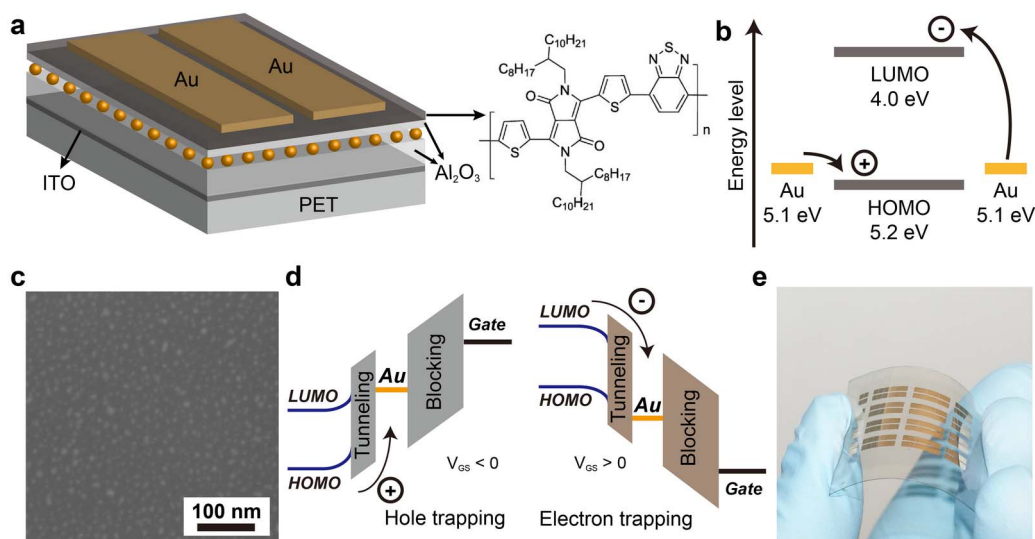 a
Au
Au
ITO
PET
Al₂O₃
C₁₀H₂₁
C₈H₁₇
N
S
N
O
N
S
n
S
N
O
C₈H₁₇
C₁₀H₂₁
b
Energy level
LUMO
4.0 eV
HOMO
5.2 eV
Au
5.1 eV
Au
5.1 eV
-
+
c
100 nm
d
LUMO
HOMO
Tunneling
Au
Blocking
Gate
+
V_GS < 0
Hole trapping
LUMO
HOMO
-
Tunneling
Au
Blocking
Gate
V_GS > 0
Electron trapping
e